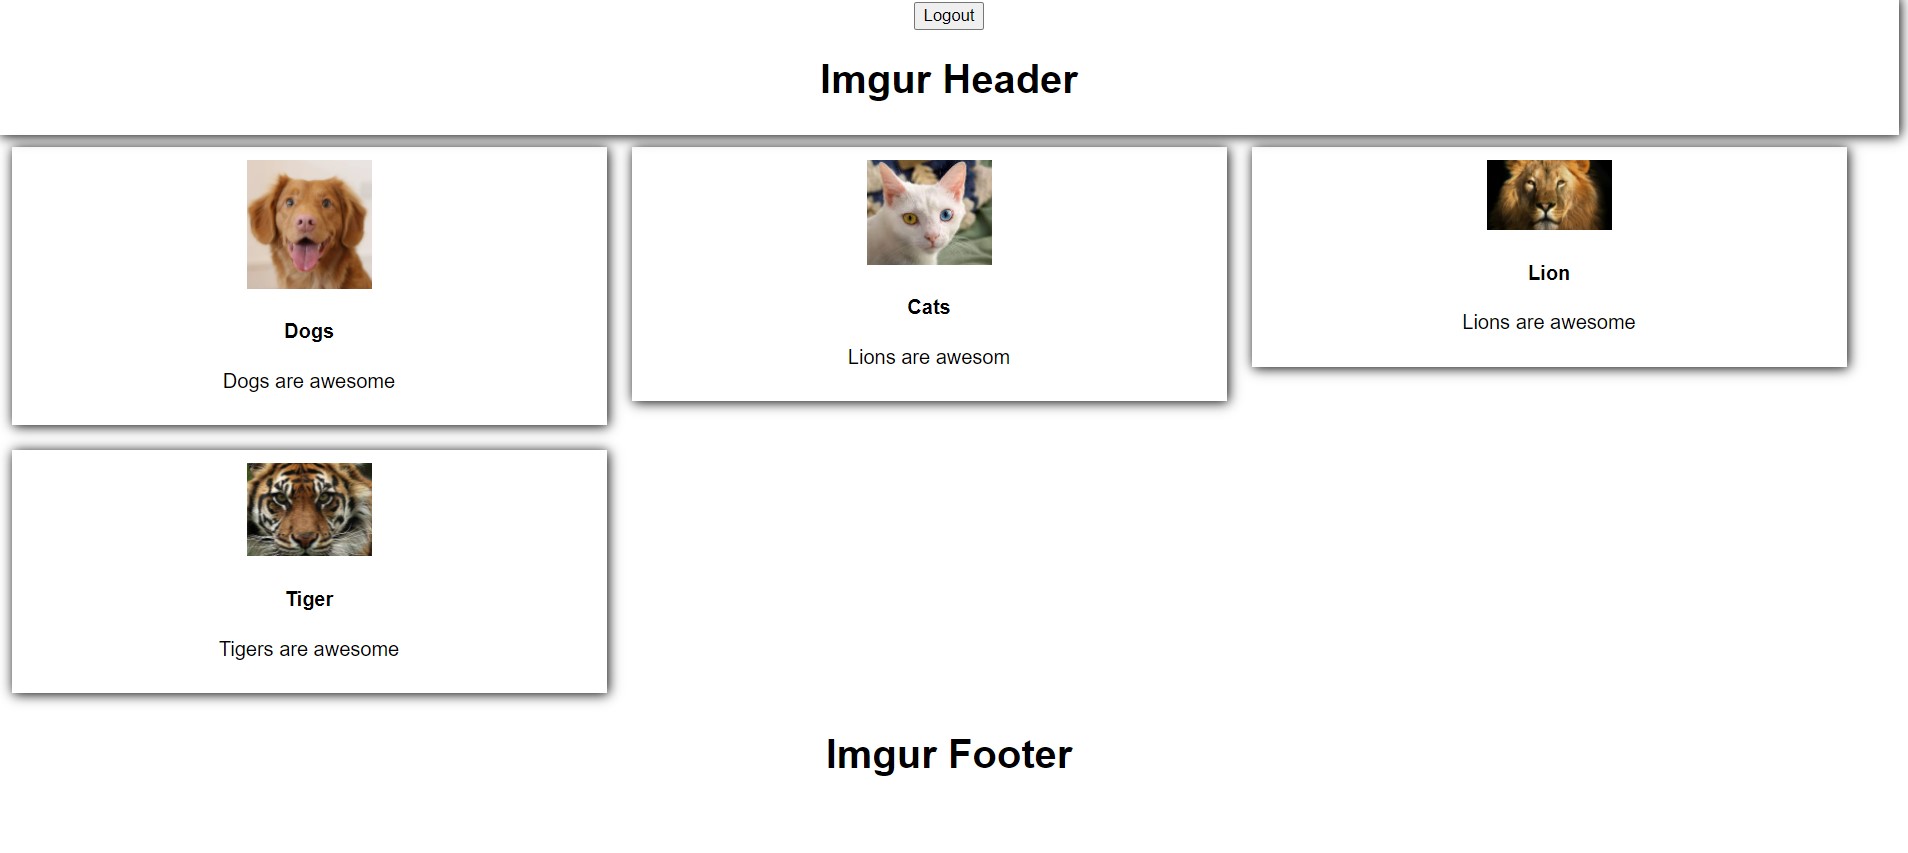 Logout
Imgur Header
Dogs
Dogs are awesome
Cats
Lions are awesom
Lion
Lions are awesome
Tiger
Tigers are awesome
Imgur Footer